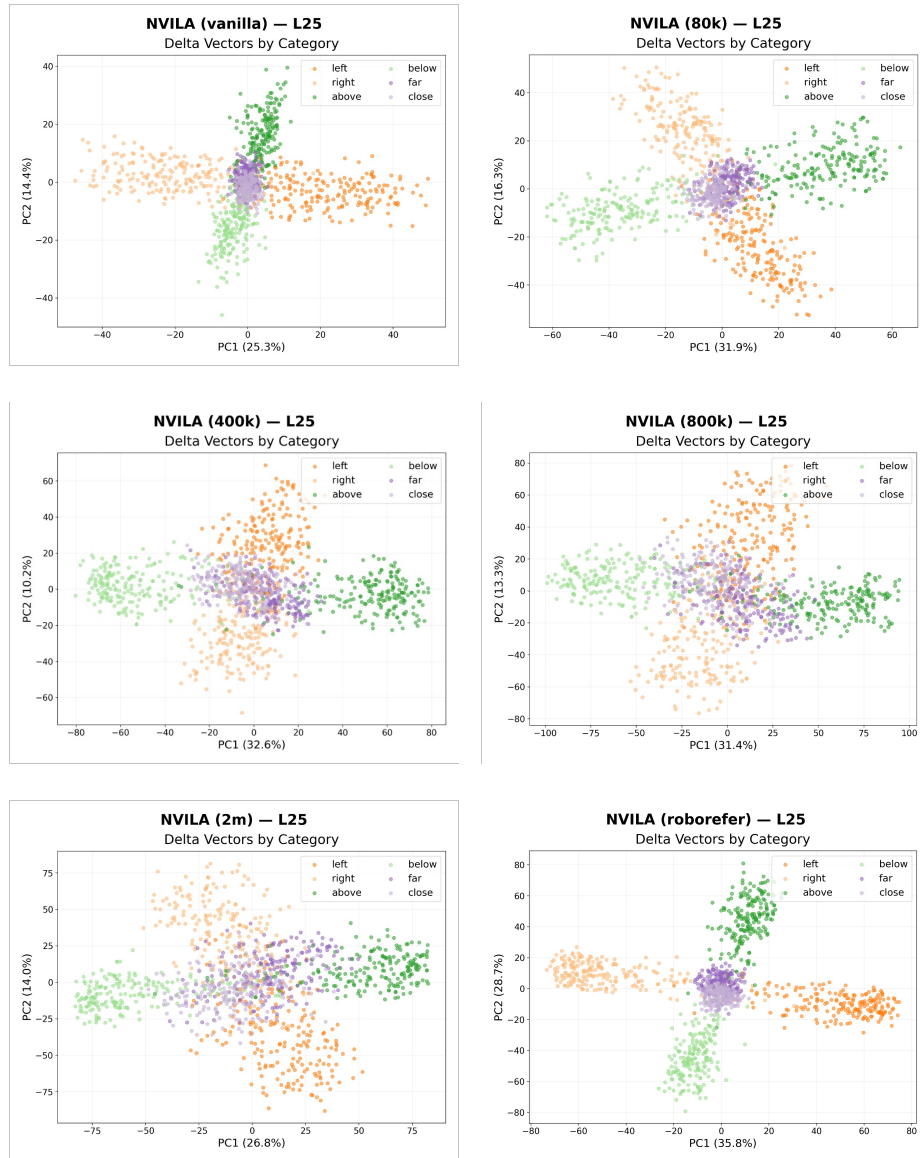 NVILA (vanilla) — L25
Delta Vectors by Category
left
right
above
below
far
close
40
20
0
−20
−40
PC2 (14.4%)
−40
−20
0
20
40
PC1 (25.3%)
NVILA (80k) — L25
Delta Vectors by Category
left
right
above
below
far
close
40
20
0
−20
−40
PC2 (16.3%)
−60
−40
−20
0
20
40
60
PC1 (31.9%)
NVILA (400k) — L25
Delta Vectors by Category
left
right
above
below
far
close
60
40
20
0
−20
−40
−60
PC2 (10.2%)
−80
−60
−40
−20
0
20
40
60
80
PC1 (32.6%)
NVILA (800k) — L25
Delta Vectors by Category
left
right
above
below
far
close
80
60
40
20
0
−20
−40
−60
−80
PC2 (13.3%)
−100
−75
−50
−25
0
25
50
75
100
PC1 (31.4%)
NVILA (2m) — L25
Delta Vectors by Category
left
right
above
below
far
close
75
50
25
0
−25
−50
−75
PC2 (14.0%)
−75
−50
−25
0
25
50
75
PC1 (26.8%)
NVILA (roborefer) — L25
Delta Vectors by Category
left
right
above
below
far
close
80
60
40
20
0
−20
−40
−60
−80
PC2 (28.7%)
−80
−60
−40
−20
0
20
40
60
80
PC1 (35.8%)